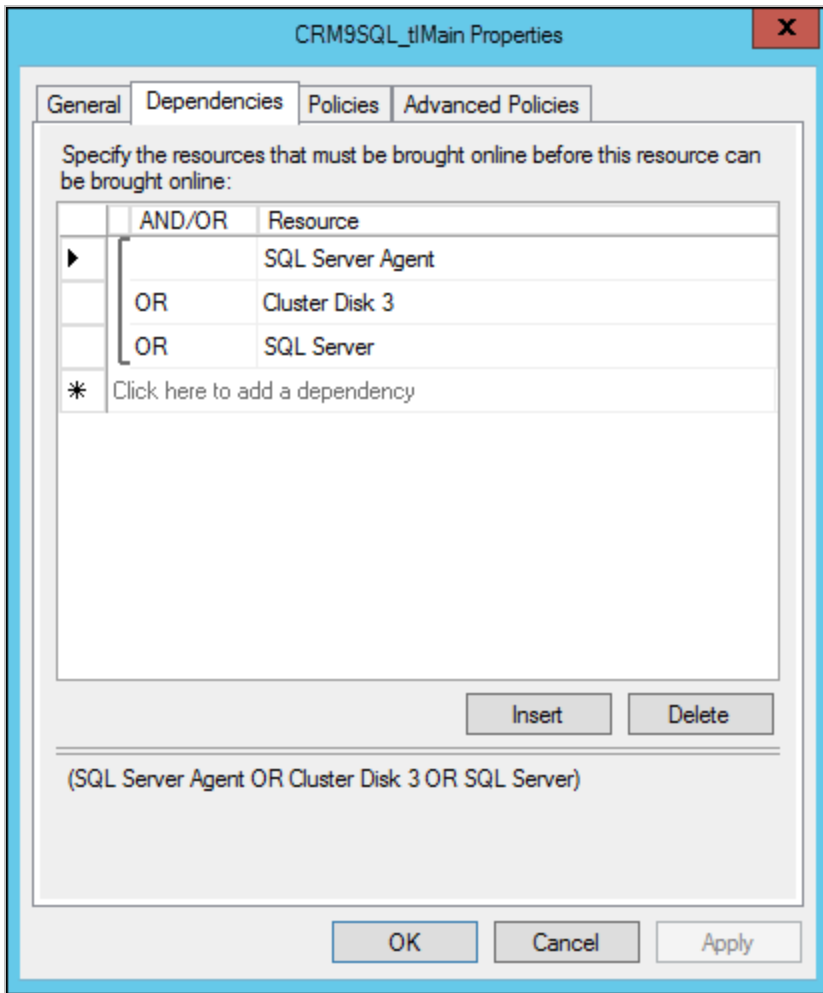 CRM9SQL_tlMain Properties
x
General Dependencies Policies Advanced Policies
Specify the resources that must be brought online before this resource can
be brought online:
AND/OR Resource
SQL Server Agent
OR Cluster Disk 3
OR SQL Server
Click here to add a dependency
Insert Delete
(SQL Server Agent OR Cluster Disk 3 OR SQL Server)
OK Cancel Apply